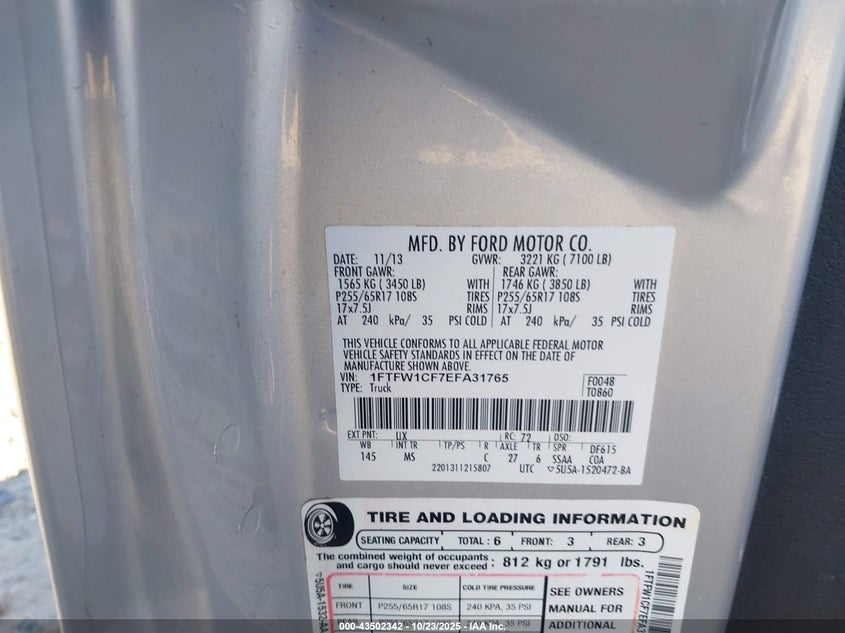 MFD. BY FORD MOTOR CO.
DATE: 11/13 GVWR: 3221 KG ( 7100 LB)
FRONT GAWR: REAR GAWR:
1565 KG ( 3450 LB) WITH 1746 KG ( 3850 LB) WITH
P255/65R17 108S TIRES P255/65R17 108S TIRES
17x7.5J RIMS 17x7.5J RIMS
AT 240 kPa/ 35 PSI COLD AT 240 kPa/ 35 PSI COLD
THIS VEHICLE CONFORMS TO ALL APPLICABLE FEDERAL MOTOR
VEHICLE SAFETY STANDARDS IN EFFECT ON THE DATE OF
MANUFACTURE SHOWN ABOVE.
VIN: 1FTFW1CF7EFA31765 F0048
TYPE: Truck T0860
EXT PNT: UX RC: 72 DSO:
WB INT TR TP/PS R AXLE TR SPR DF615
145 MS C 27 6 SSAA COA
2201311215807 UTC ▽5U5A-1520472-BA
TIRE AND LOADING INFORMATION
SEATING CAPACITY TOTAL : 6 FRONT: 3 REAR: 3
The combined weight of occupants
and cargo should never exceed : 812 kg or 1791 lbs.
TIRE SIZE COLD TIRE PRESSURE SEE OWNERS
FRONT P255/65R17 108S 240 KPA, 35 PSI MANUAL FOR
35 PSI ADDITIONAL
000-43502342 | 10/23/2025 | IAA Inc.